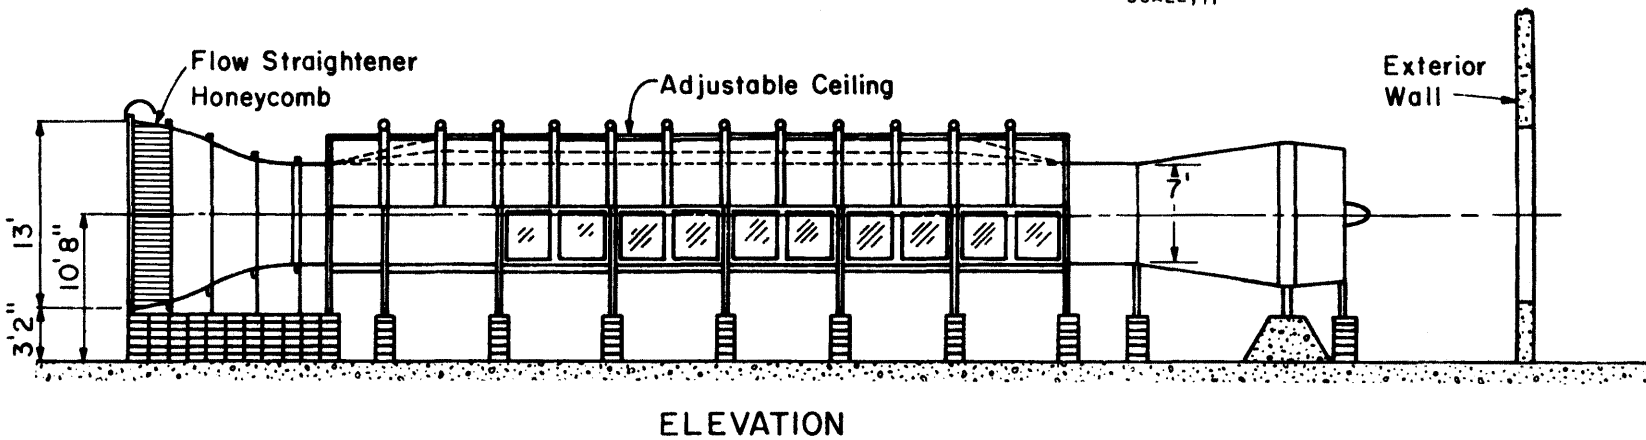 Flow Straightener
Honeycomb
Adjustable Ceiling
Exterior
Wall
13'
10'8"
3'2"
7'
ELEVATION